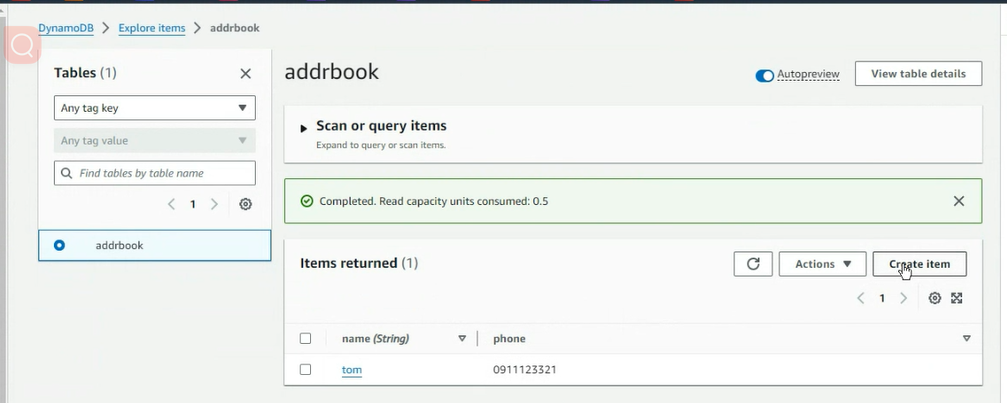 DynamoDB > Explore items > addrbook
Tables (1)
Any tag key
Any tag value
Find tables by table name
1
addrbook
addrbook
Autopreview
View table details
Scan or query items
Expand to query or scan items.
Completed. Read capacity units consumed: 0.5
Items returned (1)
Actions
Create item
1
name (String)
phone
tom
0911123321